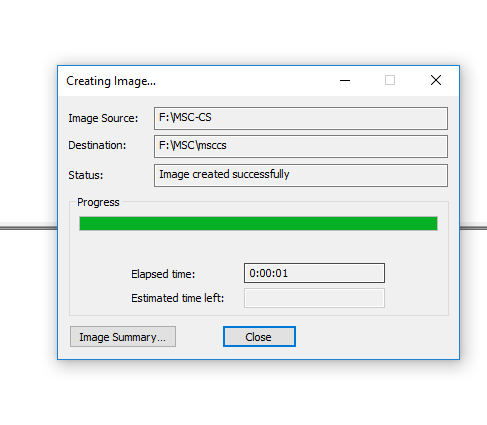 Creating Image...
Image Source: F:\MSC-CS
Destination: F:\MSC\msccs
Status: Image created successfully
Progress
Elapsed time: 0:00:01
Estimated time left:
Image Summary... Close